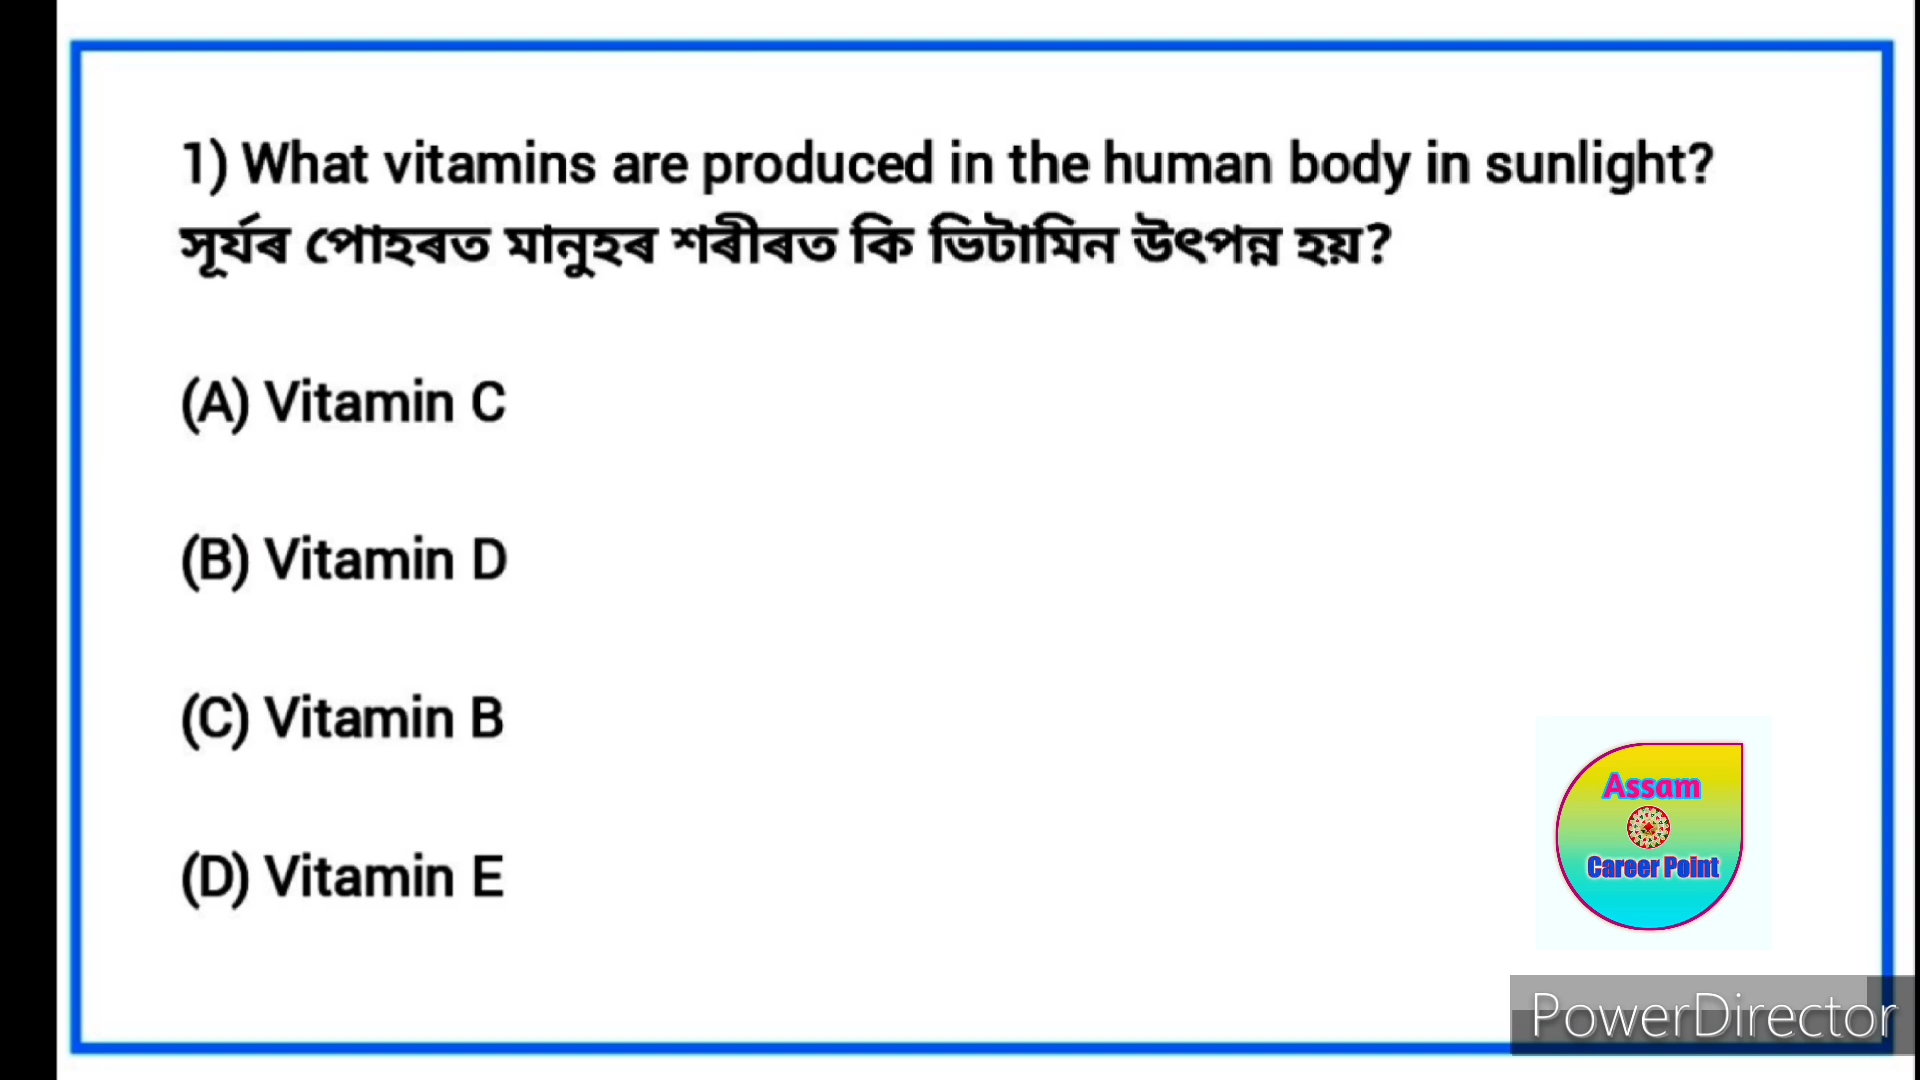 1) What vitamins are produced in the human body in sunlight?
সূৰ্যৰ পোহৰত মানুহৰ শৰীৰত কি ভিটামিন উৎপন্ন হয়?
(A) Vitamin C
(B) Vitamin D
(C) Vitamin B
(D) Vitamin E
Assam
Career Point
PowerDirector